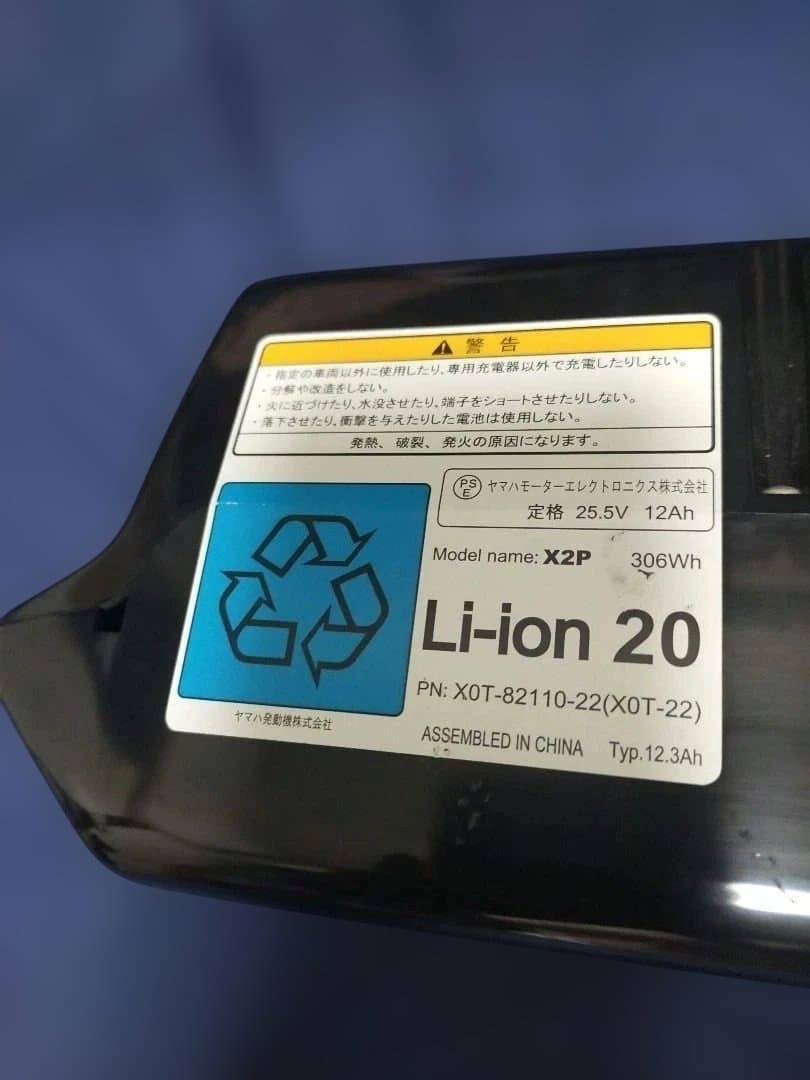 ⚠ 警告
・指定の車両以外に使用したり、専用充電器以外で充電したりしない。
・分解や改造をしない。
・火に近づけたり、水没させたり、端子をショートさせたりしない。
・落下させたり、衝撃を与えたりした電池は使用しない。
発熱、破裂、発火の原因になります。
PSE ヤマハモーターエレクトロニクス株式会社
定格 25.5V 12Ah
Model name: X2P 306Wh
Li-ion 20
PN: X0T-82110-22(X0T-22)
ヤマハ発動機株式会社
ASSEMBLED IN CHINA Typ.12.3Ah